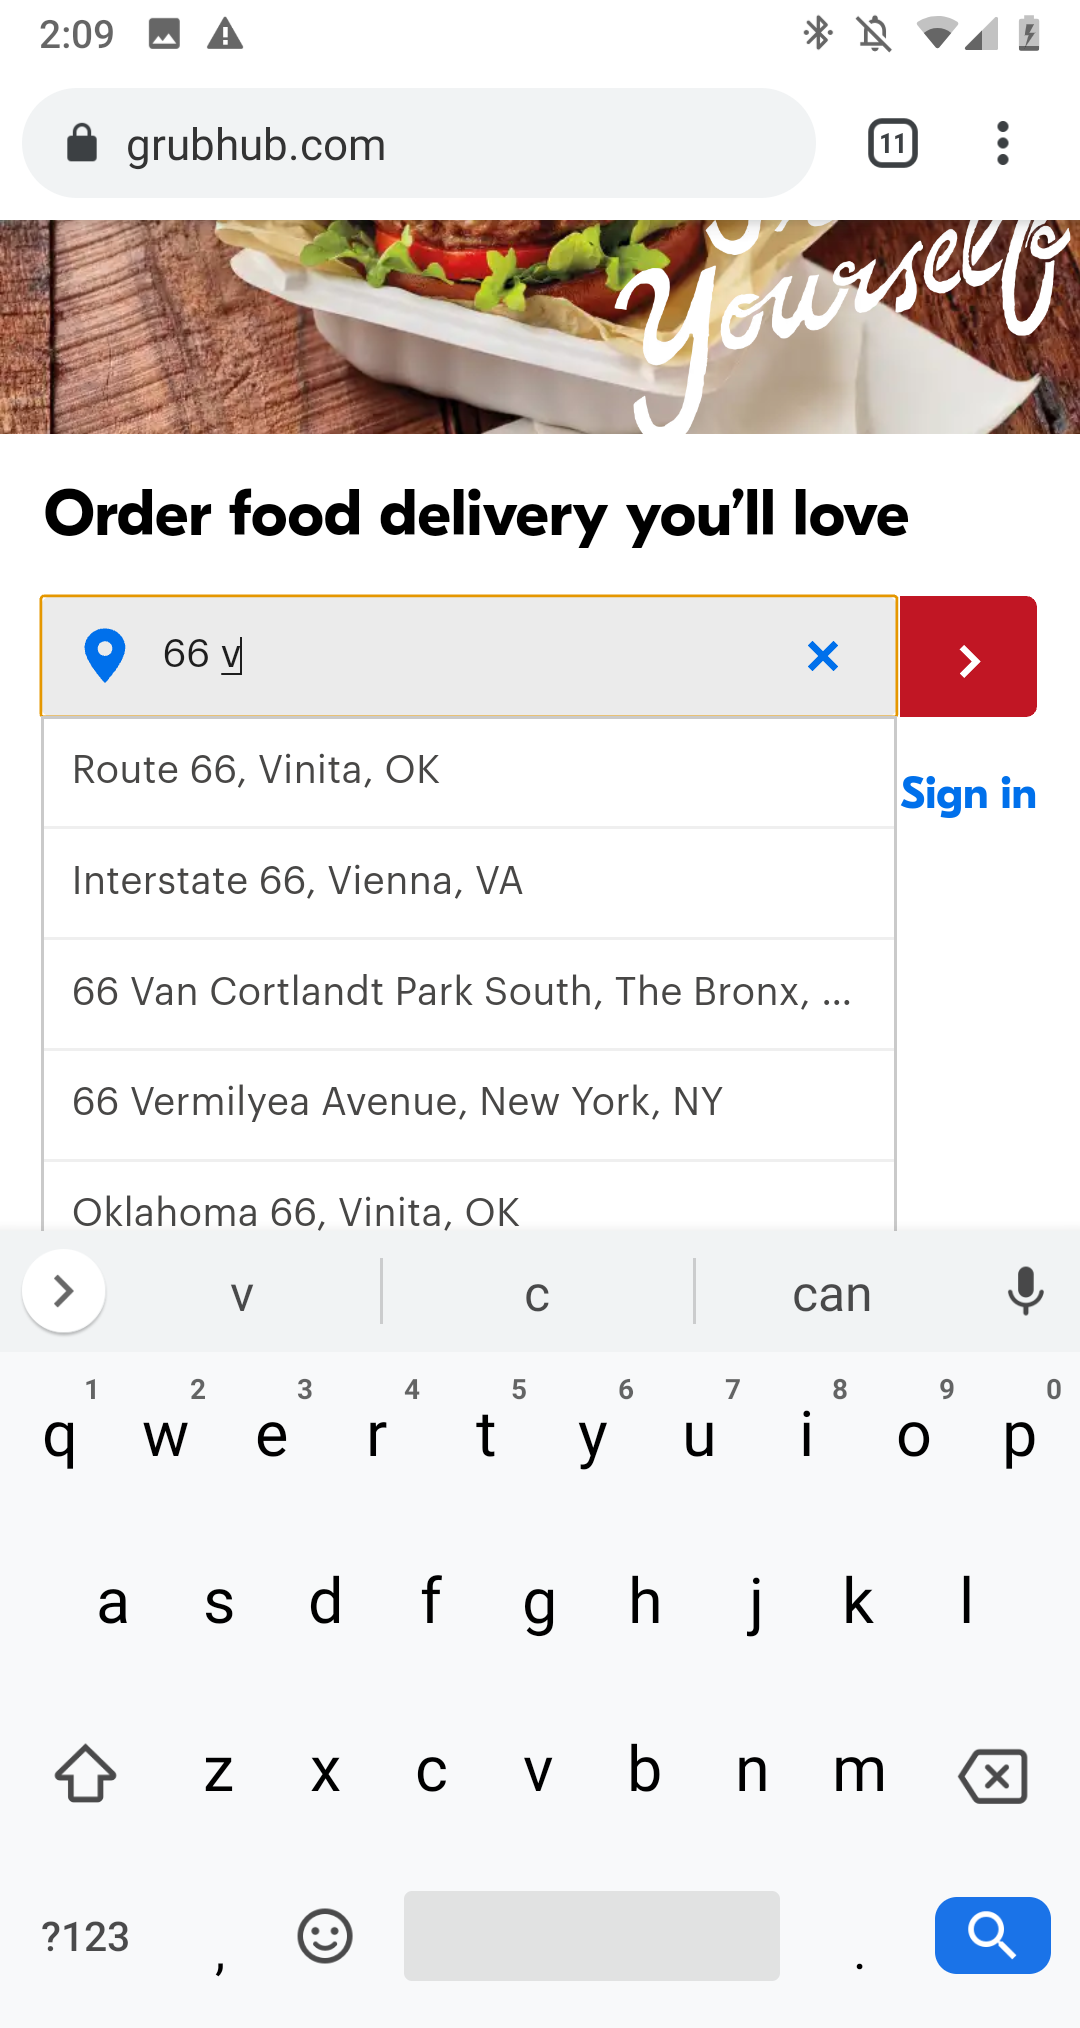 2:09
grubhub.com
11
Yourself
Order food delivery you’ll love
66 v
Route 66, Vinita, OK
Sign in
Interstate 66, Vienna, VA
66 Van Cortlandt Park South, The Bronx, ...
66 Vermilyea Avenue, New York, NY
Oklahoma 66, Vinita, OK
v c can
1 2 3 4 5 6 7 8 9 0
q w e r t y u i o p
a s d f g h j k l
z x c v b n m
?123 , .